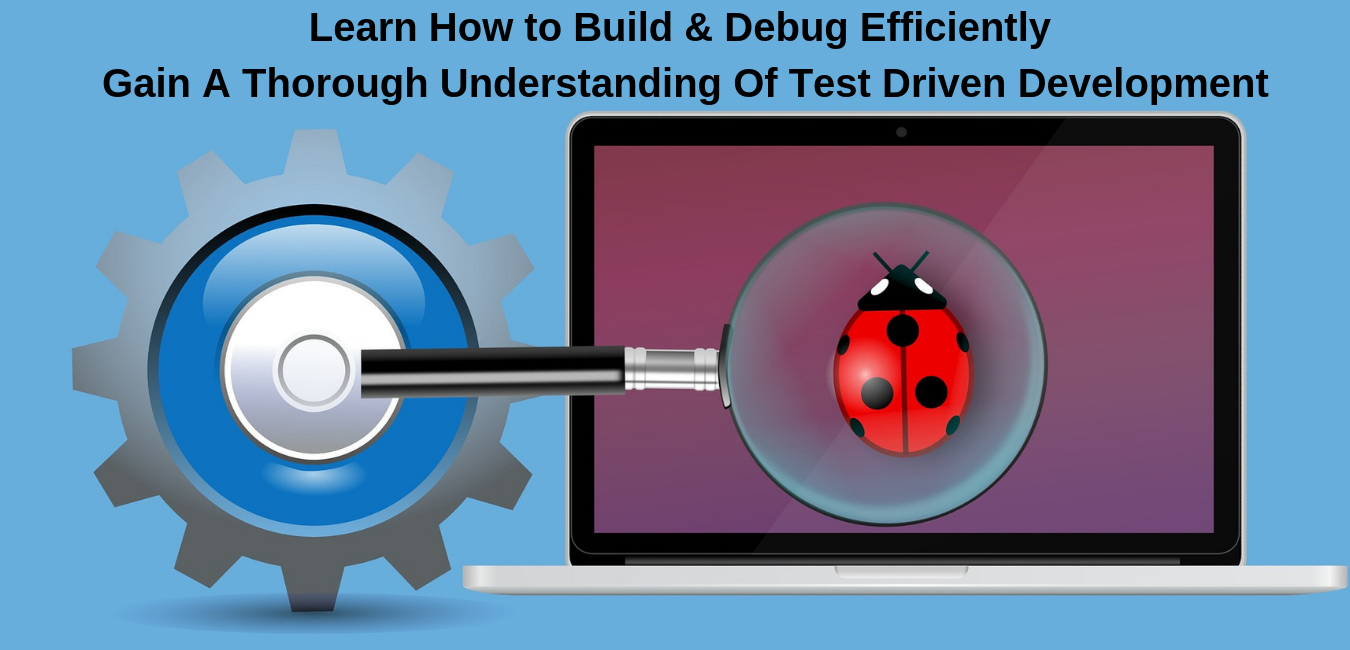 Learn How to Build & Debug Efficiently
Gain A Thorough Understanding Of Test Driven Development